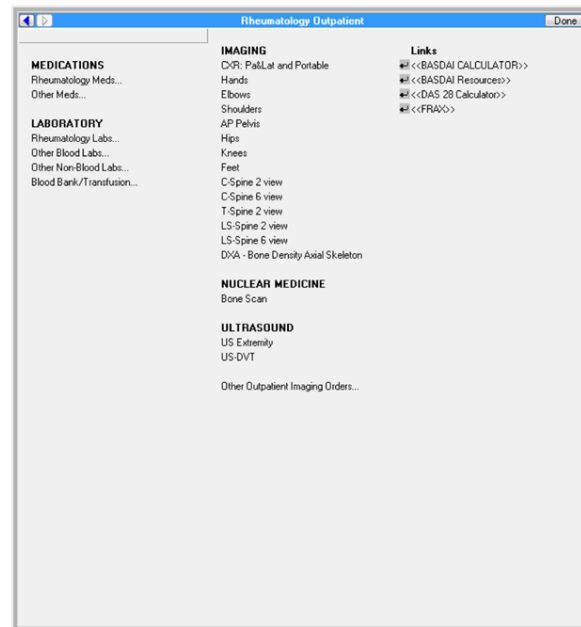 Rheumatology Outpatient
Done
MEDICATIONS
Rheumatology Meds...
Other Meds...
LABORATORY
Rheumatology Labs...
Other Blood Labs...
Other Non-Blood Labs...
Blood Bank/Transfusion...
IMAGING
CXR: Pa&Lat and Portable
Hands
Elbows
Shoulders
AP Pelvis
Hips
Knees
Feet
C-Spine 2 view
C-Spine 6 view
T-Spine 2 view
LS-Spine 2 view
LS-Spine 6 view
DXA - Bone Density Axial Skeleton
NUCLEAR MEDICINE
Bone Scan
ULTRASOUND
US Extremity
US-DVT
Other Outpatient Imaging Orders...
Links
<<BASDAI CALCULATOR>>
<<BASDAI Resources>>
<<DAS 28 Calculator>>
<<FRAX>>